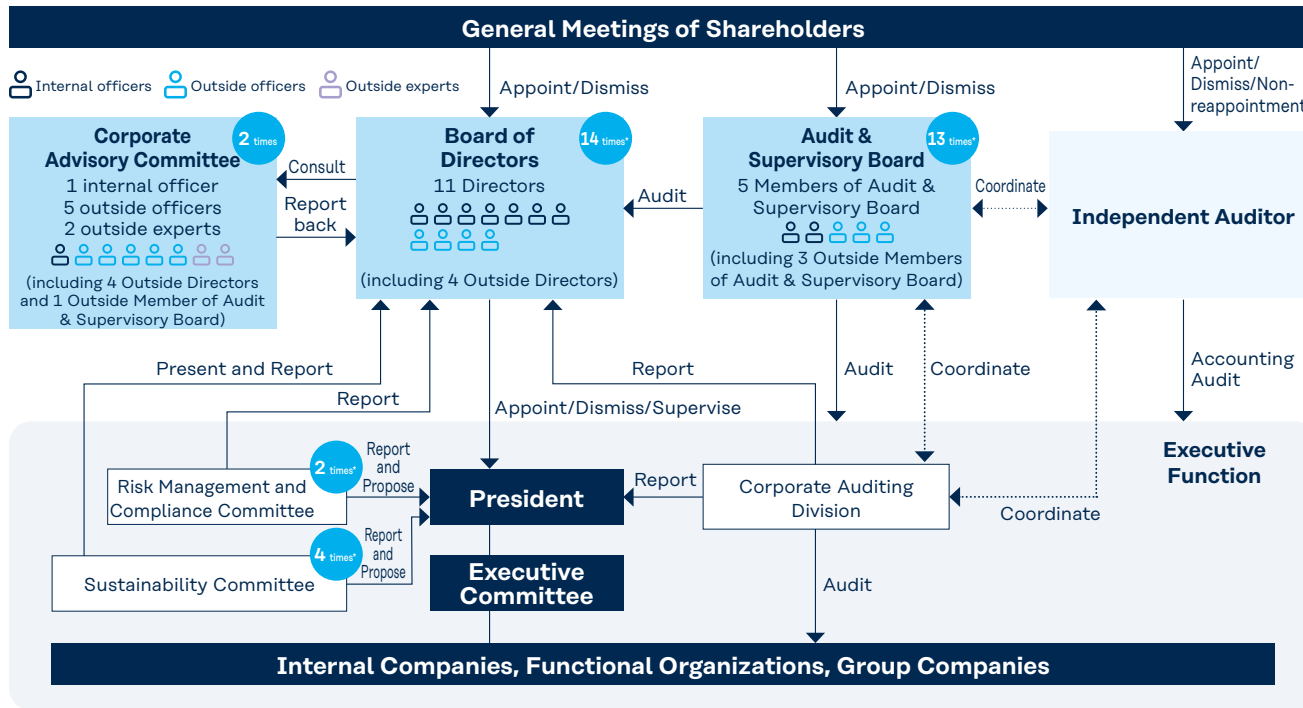 General Meetings of Shareholders
Internal officers
Outside officers
Outside experts
Appoint/Dismiss
Appoint/Dismiss
Appoint/
Dismiss/Non-
reappointment
Corporate
Advisory Committee
2 times
1 internal officer
5 outside officers
2 outside experts
(including 4 Outside Directors
and 1 Outside Member of Audit
& Supervisory Board)
Consult
Report
back
Board of
Directors
14 times*
11 Directors
(including 4 Outside Directors)
Audit
Audit &
Supervisory Board
13 times*
5 Members of Audit &
Supervisory Board
(including 3 Outside Members
of Audit & Supervisory Board)
Coordinate
Independent Auditor
Present and Report
Report
Appoint/Dismiss/Supervise
Report
Audit
Coordinate
Accounting
Audit
Executive
Function
Risk Management and
Compliance Committee
2 times*
Report
and
Propose
President
Report
Corporate Auditing
Division
Coordinate
Sustainability Committee
4 times*
Report
and
Propose
Executive
Committee
Audit
Internal Companies, Functional Organizations, Group Companies